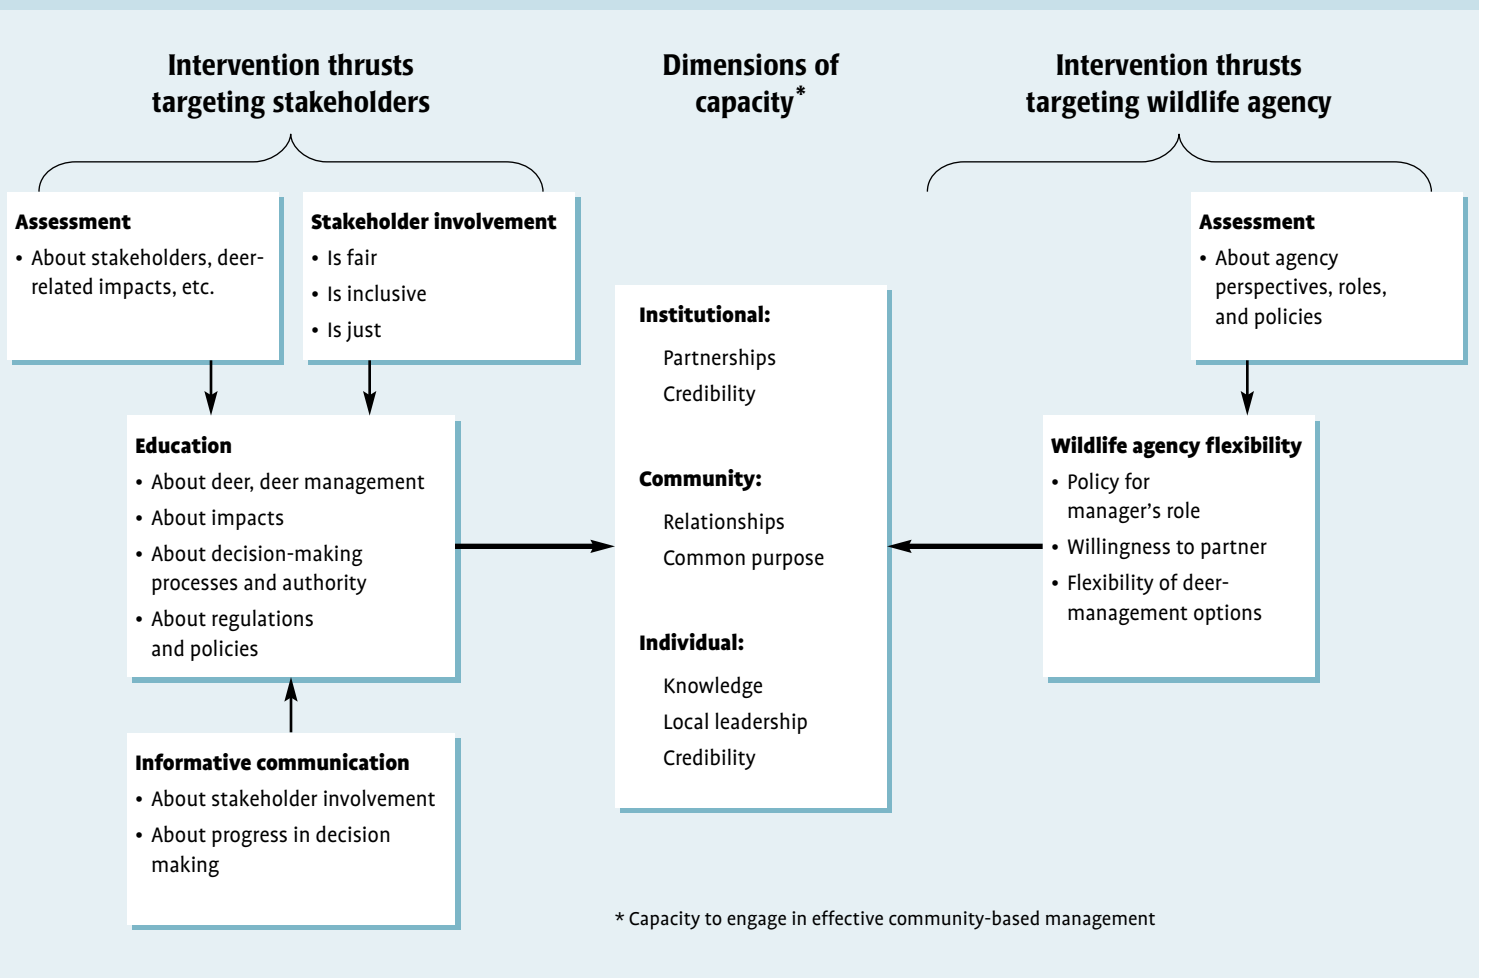 Intervention thrusts
targeting stakeholders
Assessment
• About stakeholders, deer-
related impacts, etc.
Stakeholder involvement
• Is fair
• Is inclusive
• Is just
Education
• About deer, deer management
• About impacts
• About decision-making
processes and authority
• About regulations
and policies
Informative communication
• About stakeholder involvement
• About progress in decision
making
Dimensions of
capacity*
Institutional:
Partnerships
Credibility
Community:
Relationships
Common purpose
Individual:
Knowledge
Local leadership
Credibility
Intervention thrusts
targeting wildlife agency
Assessment
• About agency
perspectives, roles,
and policies
Wildlife agency flexibility
• Policy for
manager’s role
• Willingness to partner
• Flexibility of deer-
management options
* Capacity to engage in effective community-based management